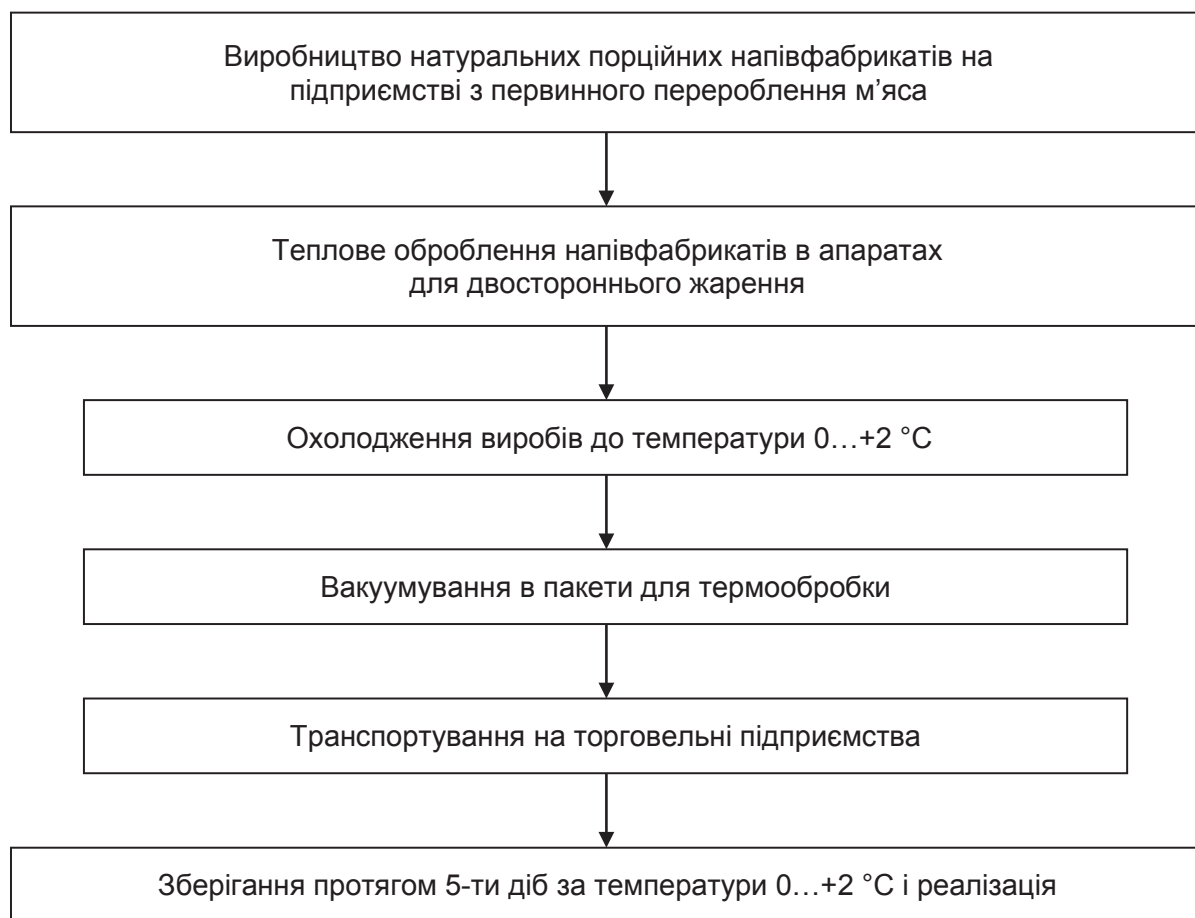 Виробництво натуральних порційних напівфабрикатів на
підприємстві з первинного перероблення м’яса
Теплове оброблення напівфабрикатів в апаратах
для двостороннього жарення
Охолодження виробів до температури 0…+2 °С
Вакуумування в пакети для термообробки
Транспортування на торговельні підприємства
Зберігання протягом 5-ти діб за температури 0…+2 °С і реалізація